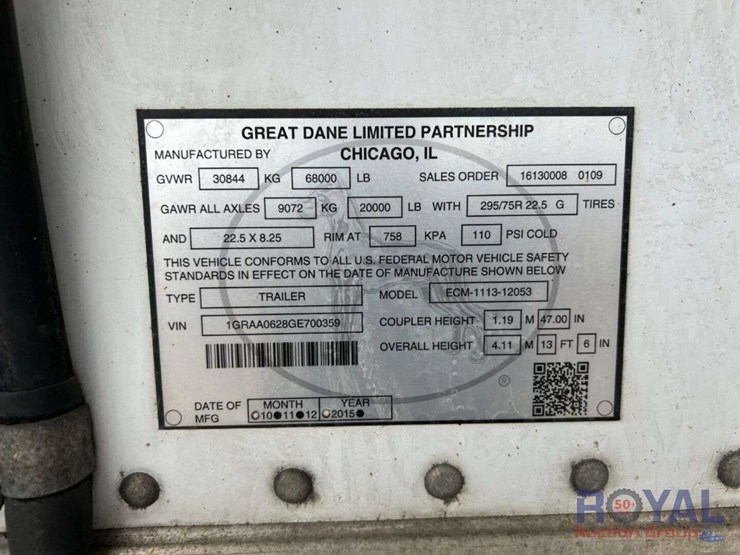 GREAT DANE LIMITED PARTNERSHIP
MANUFACTURED BY CHICAGO, IL
GVWR 30844 KG 68000 LB SALES ORDER 16130008 0109
GAWR ALL AXLES 9072 KG 20000 LB WITH 295/75R 22.5 G TIRES
AND 22.5 X 8.25 RIM AT 758 KPA 110 PSI COLD
THIS VEHICLE CONFORMS TO ALL U.S. FEDERAL MOTOR VEHICLE SAFETY
STANDARDS IN EFFECT ON THE DATE OF MANUFACTURE SHOWN BELOW
TYPE TRAILER MODEL ECM-1113-12053
VIN 1GRAA0628GE700359 COUPLER HEIGHT 1.19 M 47.00 IN
OVERALL HEIGHT 4.11 M 13 FT 6 IN
®
DATE OF MFG MONTH YEAR
10 11 12 2015
ROYAL
50+
Auction Group